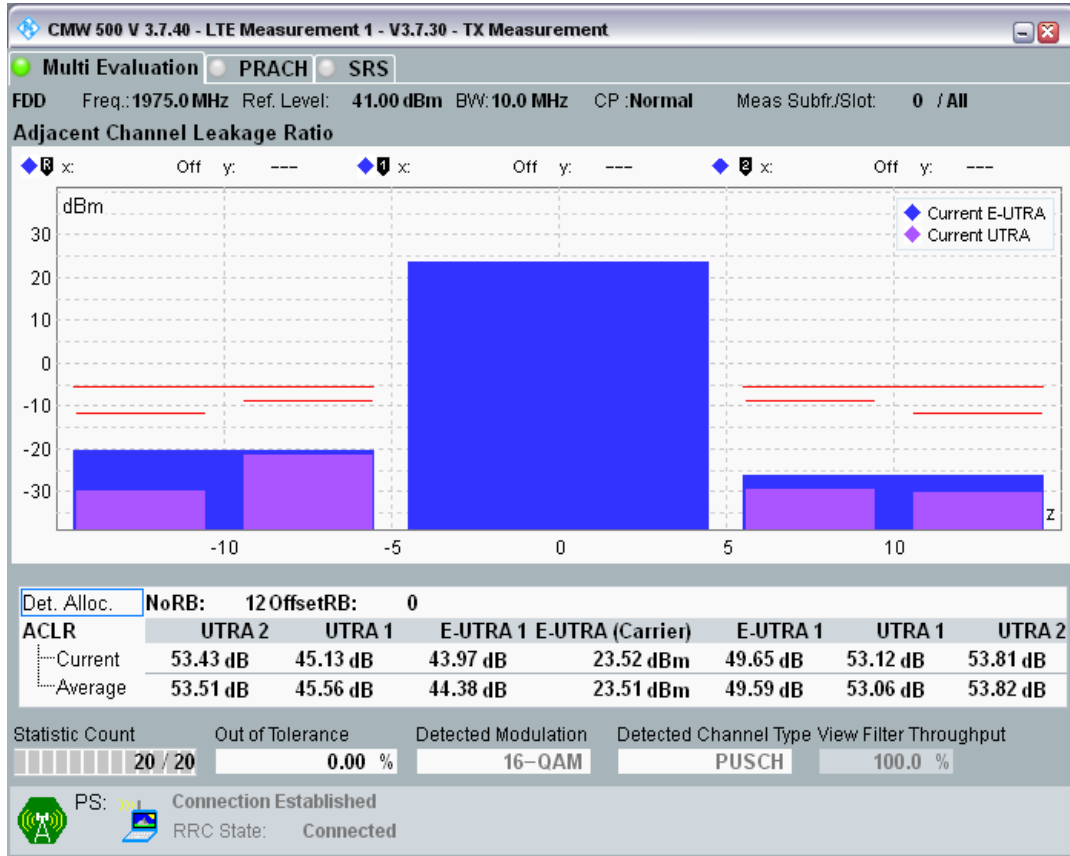 CMW 500 V 3.7.40 - LTE Measurement 1 - V3.7.30 - TX Measurement
Multi Evaluation PRACH SRS
FDD Freq.: 1975.0 MHz Ref. Level: 41.00 dBm BW: 10.0 MHz CP :Normal Meas Subfr./Slot: 0 / All
Adjacent Channel Leakage Ratio
R x: Off y: --- 1 x: Off y: --- 2 x: Off y: ---
dBm
Current E-UTRA
Current UTRA
30
20
10
0
-10
-20
-30
z
-10 -5 0 5 10
Det. Alloc. NoRB: 12 OffsetRB: 0
ACLR UTRA 2 UTRA 1 E-UTRA 1 E-UTRA (Carrier) E-UTRA 1 UTRA 1 UTRA 2
Current 53.43 dB 45.13 dB 43.97 dB 23.52 dBm 49.65 dB 53.12 dB 53.81 dB
Average 53.51 dB 45.56 dB 44.38 dB 23.51 dBm 49.59 dB 53.06 dB 53.82 dB
Statistic Count Out of Tolerance Detected Modulation Detected Channel Type View Filter Throughput
20 / 20 0.00 % 16-QAM PUSCH 100.0 %
PS: Connection Established
RRC State: Connected